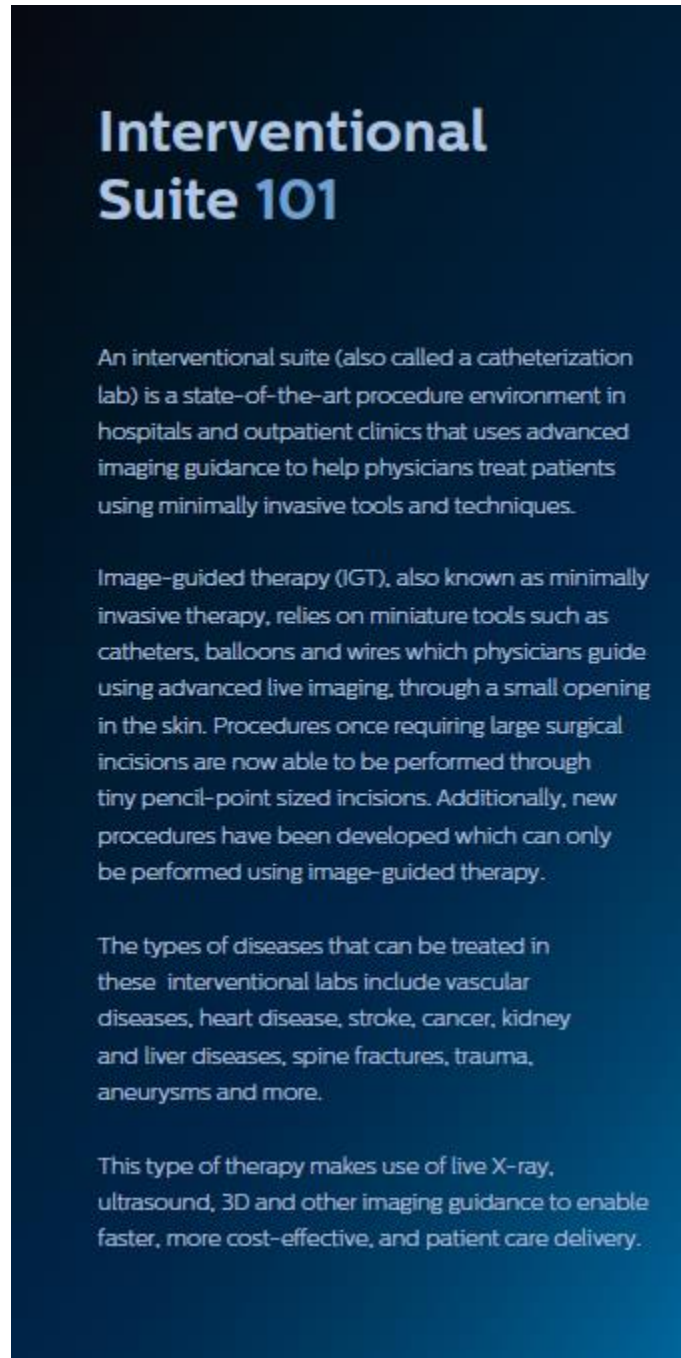 Interventional
Suite 101
An interventional suite (also called a catheterization
lab) is a state-of-the-art procedure environment in
hospitals and outpatient clinics that uses advanced
imaging guidance to help physicians treat patients
using minimally invasive tools and techniques.
Image-guided therapy (IGT), also known as minimally
invasive therapy, relies on miniature tools such as
catheters, balloons and wires which physicians guide
using advanced live imaging, through a small opening
in the skin. Procedures once requiring large surgical
incisions are now able to be performed through
tiny pencil-point sized incisions. Additionally, new
procedures have been developed which can only
be performed using image-guided therapy.
The types of diseases that can be treated in
these interventional labs include vascular
diseases, heart disease, stroke, cancer, kidney
and liver diseases, spine fractures, trauma,
aneurysms and more.
This type of therapy makes use of live X-ray,
ultrasound, 3D and other imaging guidance to enable
faster, more cost-effective, and patient care delivery.